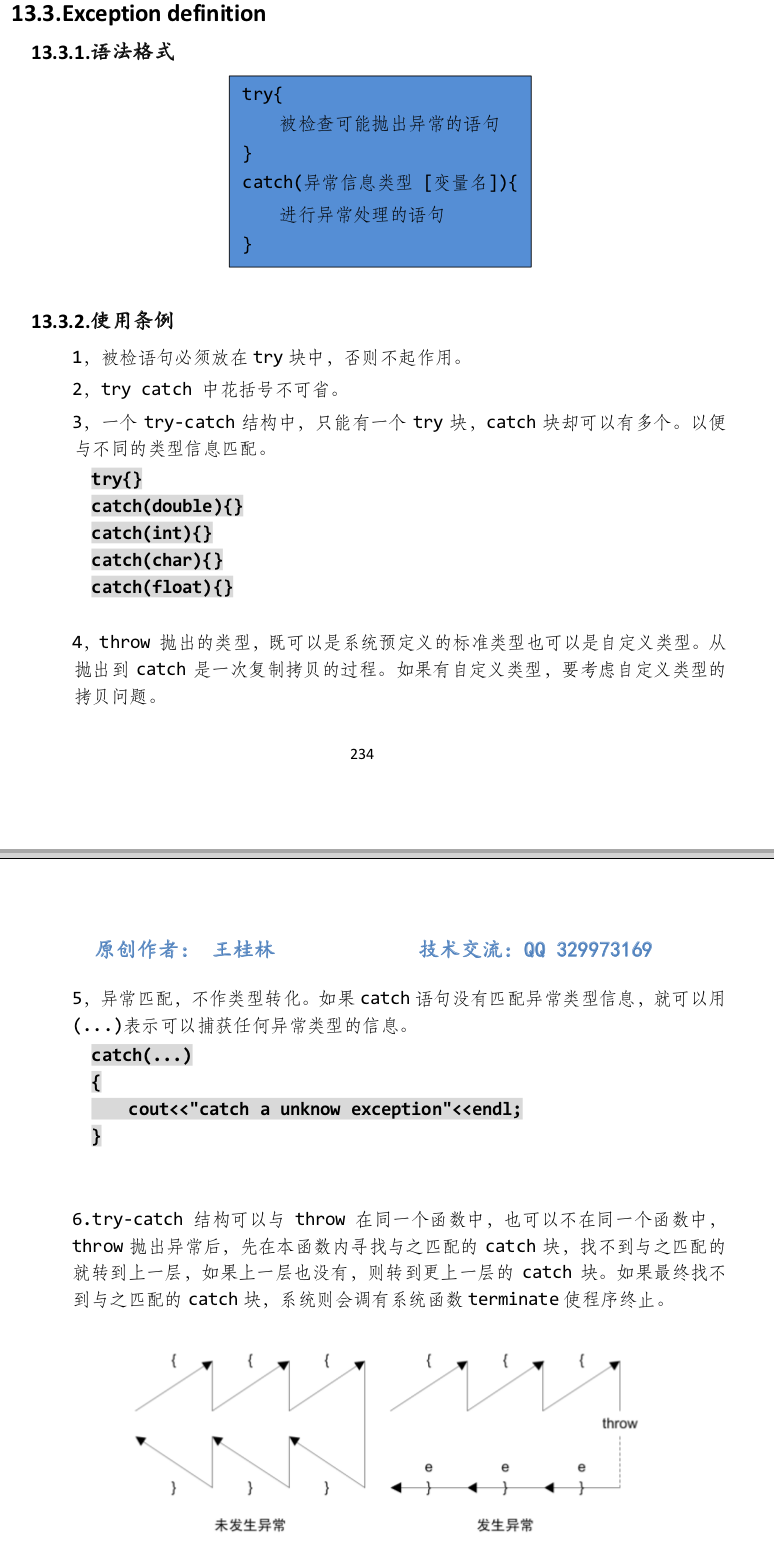 13.3.Exception definition
13.3.1.语法格式
try{
被检查可能抛出异常的语句
}
catch(异常信息类型 [变量名]){
进行异常处理的语句
}
13.3.2.使用条例
1，被检语句必须放在 try 块中，否则不起作用。
2，try catch 中花括号不可省。
3，一个 try-catch 结构中，只能有一个 try 块，catch 块却可以有多个。以便
与不同的类型信息匹配。
try{}
catch(double){}
catch(int){}
catch(char){}
catch(float){}
4，throw 抛出的类型，既可以是系统预定义的标准类型也可以是自定义类型。从
抛出到 catch 是一次复制拷贝的过程。如果有自定义类型，要考虑自定义类型的
拷贝问题。
234
原创作者： 王桂林 技术交流：QQ 329973169
5，异常匹配，不作类型转化。如果 catch 语句没有匹配异常类型信息，就可以用
(...)表示可以捕获任何异常类型的信息。
catch(...)
{
cout<<"catch a unknow exception"<<endl;
}
6.try-catch 结构可以与 throw 在同一个函数中，也可以不在同一个函数中，
throw 抛出异常后，先在本函数内寻找与之匹配的 catch 块，找不到与之匹配的
就转到上一层，如果上一层也没有，则转到更上一层的 catch 块。如果最终找不
到与之匹配的 catch 块，系统则会调有系统函数 terminate 使程序终止。
{ { { { { {
throw
e e e
} } } } } }
未发生异常 发生异常